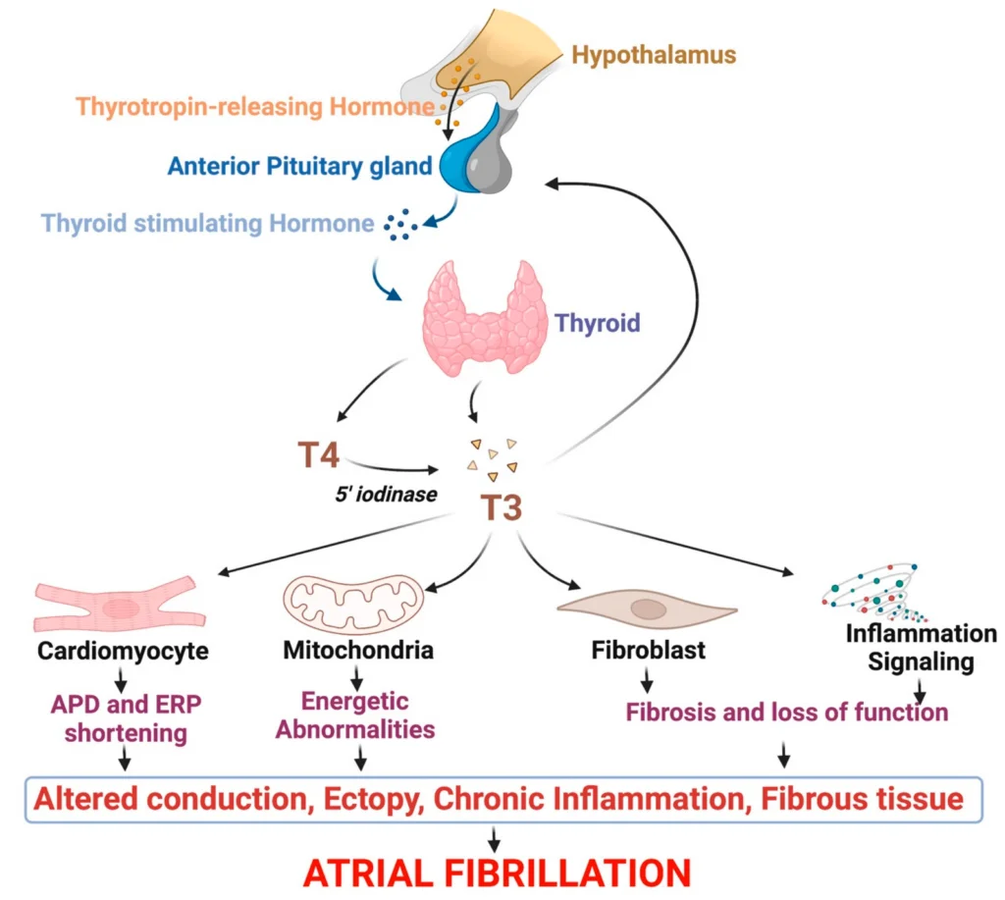 Hypothalamus
Thyrotropin-releasing Hormone
Anterior Pituitary gland
Thyroid stimulating Hormone
Thyroid
T4
5' iodinase
T3
Cardiomyocyte
Mitochondria
Fibroblast
Inflammation
Signaling
APD and ERP
shortening
Energetic
Abnormalities
Fibrosis and loss of function
Altered conduction, Ectopy, Chronic Inflammation, Fibrous tissue
ATRIAL FIBRILLATION